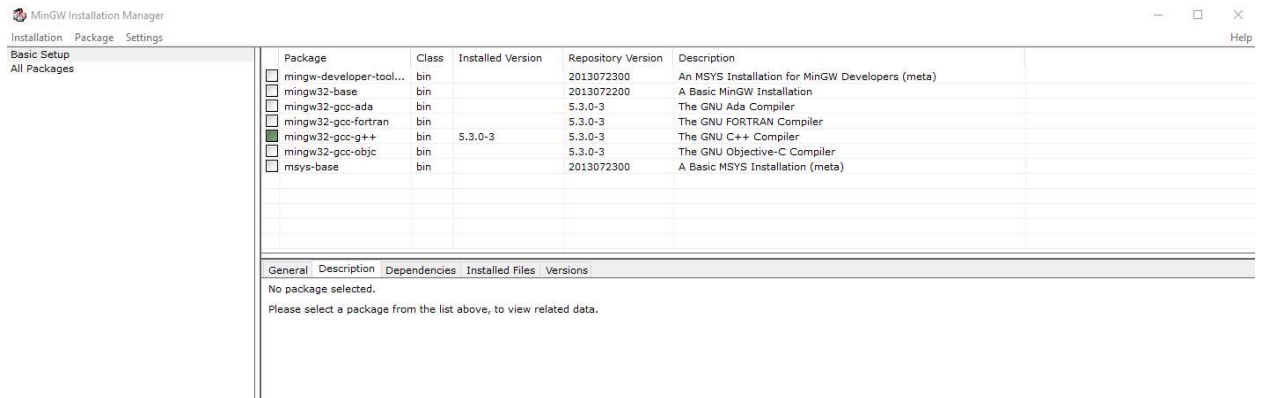 MinGW Installation Manager
Installation Package Settings Help
Basic Setup
All Packages
Package Class Installed Version Repository Version Description
mingw-developer-tool... bin 2013072300 An MSYS Installation for MinGW Developers (meta)
mingw32-base bin 2013072200 A Basic MinGW Installation
mingw32-gcc-ada bin 5.3.0-3 The GNU Ada Compiler
mingw32-gcc-fortran bin 5.3.0-3 The GNU FORTRAN Compiler
mingw32-gcc-g++ bin 5.3.0-3 5.3.0-3 The GNU C++ Compiler
mingw32-gcc-objc bin 5.3.0-3 The GNU Objective-C Compiler
msys-base bin 2013072300 A Basic MSYS Installation (meta)
General Description Dependencies Installed Files Versions
No package selected.
Please select a package from the list above, to view related data.